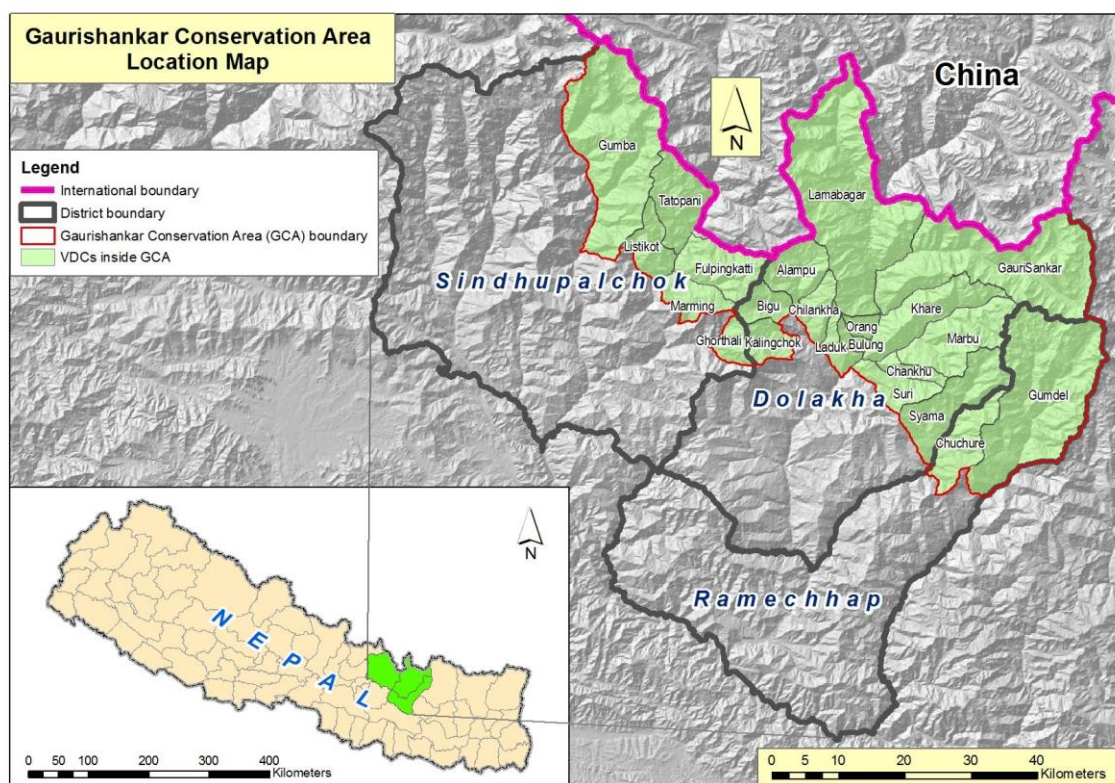 Gaurishankar Conservation Area
Location Map
China
N
Legend
International boundary
District boundary
Gaurishankar Conservation Area (GCA) boundary
VDCs inside GCA
Gumba
Tatopani
Lamabagar
Listikot
Fulpingkatti
Alampu
GauriSankar
Sindhupalchok
Marming
Bigu
Chilankha
Khare
Orang
Bulung
Marbu
Ghorthali
Kalingchok
Laduk
Chankhu
Suri
Gumdel
Dolakha
Syama
Chuchure
Ramechhap
N
NEPAL
0 50 100 200 300 400
Kilometers
0 5 10 20 30 40
Kilometers